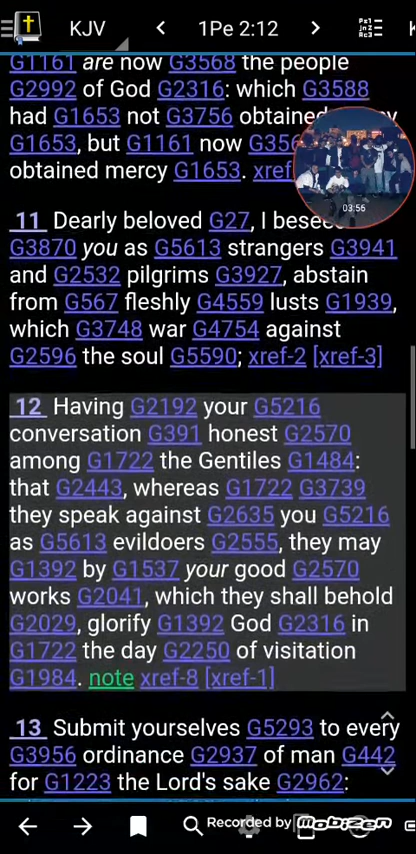 KJV 1Pe 2:12
G1161 are now G3568 the people
G2992 of God G2316: which G3588
had G1653 not G3756 obtained
G1653, but G1161 now
obtained mercy G1653. xref
03:56
11 Dearly beloved G27, I
G3870 you as G5613 strangers G3941
and G2532 pilgrims G3927, abstain
from G567 fleshly G4559 lusts G1939,
which G3748 war G4754 against
G2596 the soul G5590; xref-2 [xref-3]
12 Having G2192 your G5216
conversation G391 honest G2570
among G1722 the Gentiles G1484:
that G2443, whereas G1722 G3739
they speak against G2635 you G5216
as G5613 evildoers G2555, they may
G1392 by G1537 your good G2570
works G2041, which they shall behold
G2029, glorify G1392 God G2316 in
G1722 the day G2250 of visitation
G1984. note xref-8 [xref-1]
13 Submit yourselves G5293 to every
G3956 ordinance G2937 of man G442
for G1223 the Lord's sake G2962:
Recorded by mobizen